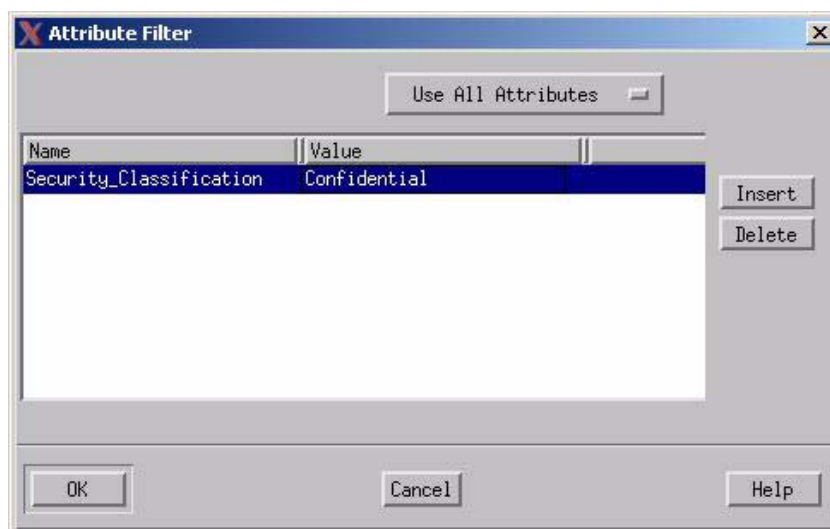 Attribute Filter
Use All Attributes
Name Value
Security_Classification Confidential
Insert
Delete
OK Cancel Help